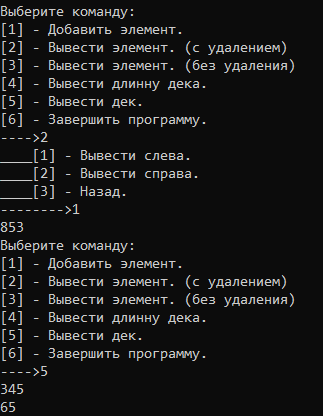 Выберите команду:
[1] - Добавить элемент.
[2] - Вывести элемент. (с удалением)
[3] - Вывести элемент. (без удаления)
[4] - Вывести длинну дека.
[5] - Вывести дек.
[6] - Завершить программу.
---->2
____[1] - Вывести слева.
____[2] - Вывести справа.
____[3] - Назад.
-------->1
853
Выберите команду:
[1] - Добавить элемент.
[2] - Вывести элемент. (с удалением)
[3] - Вывести элемент. (без удаления)
[4] - Вывести длинну дека.
[5] - Вывести дек.
[6] - Завершить программу.
---->5
345
65